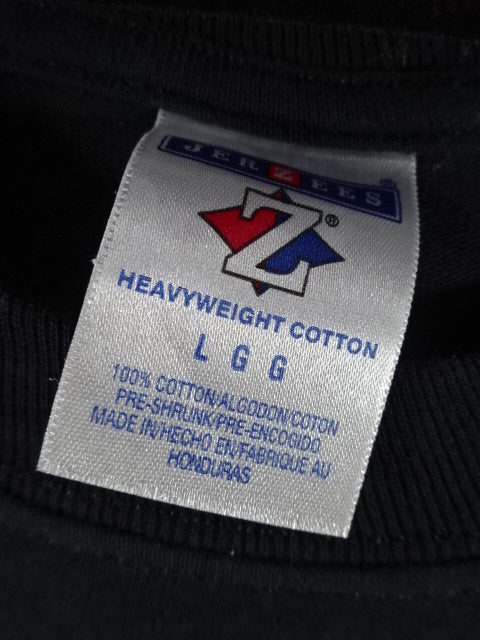 JERZEES
Z®
HEAVYWEIGHT COTTON
L G G
100% COTTON/ALGODON/COTON
PRE-SHRUNK/PRE-ENCOGIDO
MADE IN/HECHO EN/FABRIQUE AU
HONDURAS